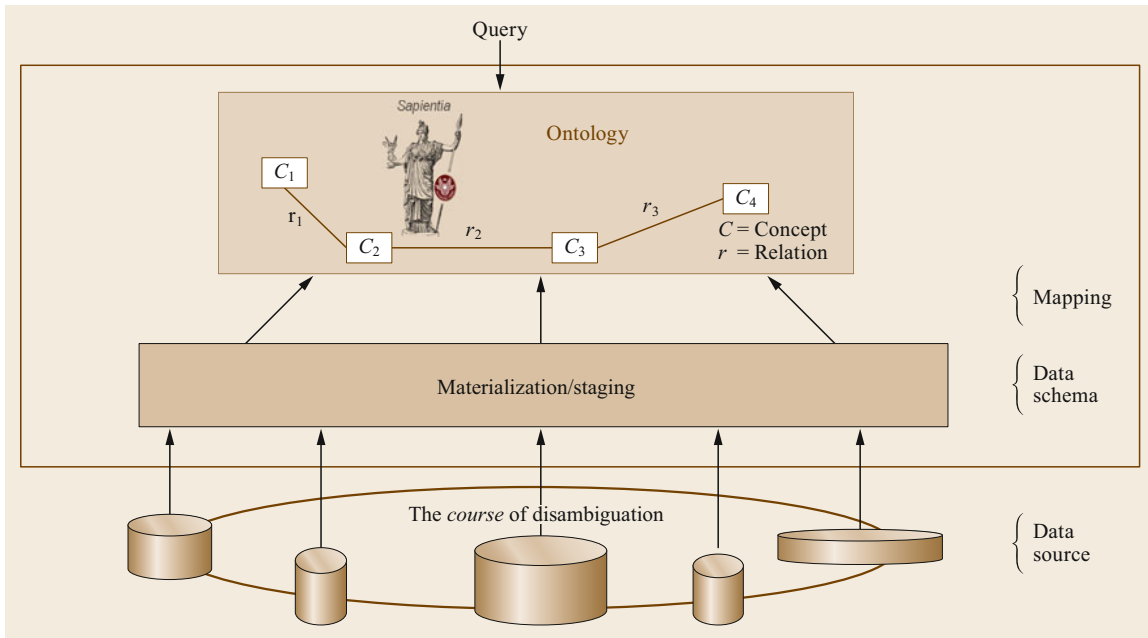 Query
Sapientia
Ontology
C1
r1
C2
r2
C3
r3
C4
C = Concept
r = Relation
Mapping
Materialization/staging
Data
schema
The course of disambiguation
Data
source